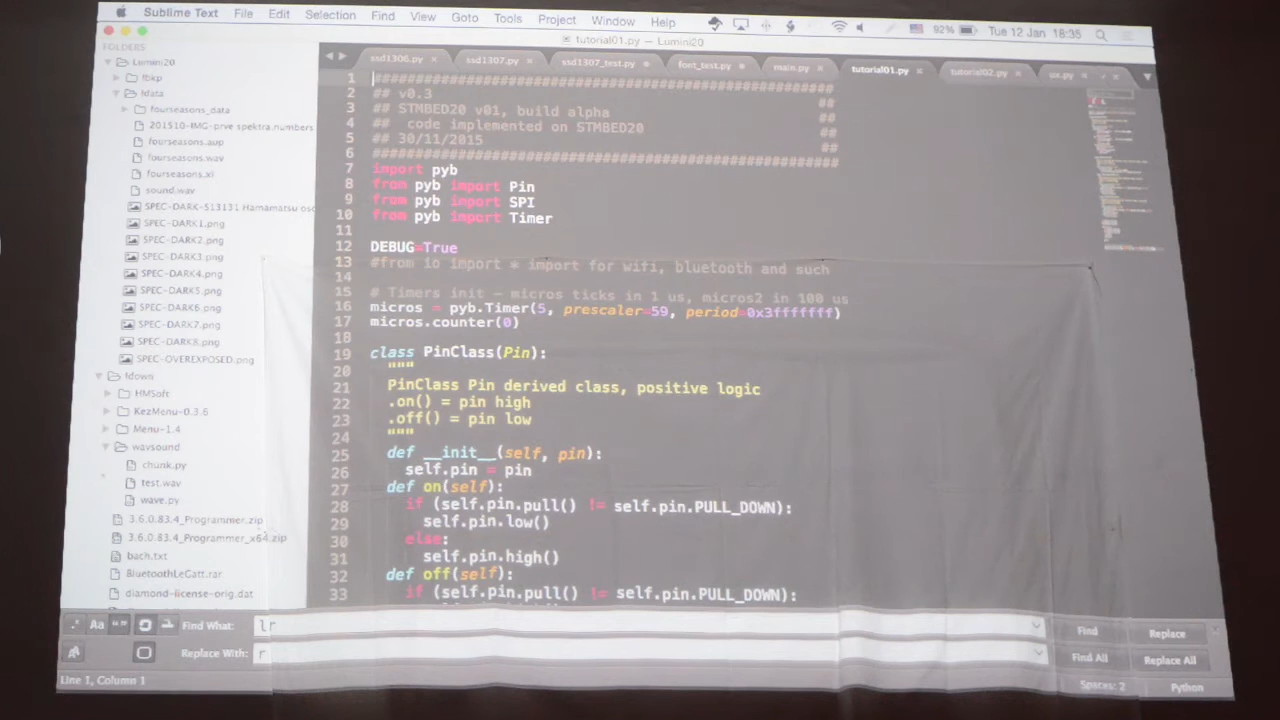 Sublime Text File Edit Selection Find View Goto Tools Project Window Help 92% Tue 12 Jan 18:35
tutorial01.py — Lumini20
FOLDERS
Lumini20
fbkp
fdata
fourseasons_data
201510-IMG-prve spektra.numbers
fourseasons.aup
fourseasons.wav
fourseasons.xl
sound.wav
SPEC-DARK-S13131 Hamamatsu
SPEC-DARK1.png
SPEC-DARK2.png
SPEC-DARK3.png
SPEC-DARK4.png
SPEC-DARK5.png
SPEC-DARK6.png
SPEC-DARK7.png
SPEC-DARK8.png
SPEC-OVEREXPOSED.png
fdown
HMSoft
KezMenu-0.3.6
Menu-1.4
wavsound
chunk.py
test.wav
wave.py
3.6.0.83.4_Programmer.zip
3.6.0.83.4_Programmer_x64.zip
bach.txt
BluetoothLeGatt.rar
diamond-license-orig.dat
ssd1306.py ssd1307.py ssd1307_test.py font_test.py main.py tutorial01.py tutorial02.py
1
2 ## v0.3 ##
3 ## STMBED20 v01, build alpha ##
4 ## code implemented on STMBED20 ##
5 ## 30/11/2015 ##
6
7 import pyb
8 from pyb import Pin
9 from pyb import SPI
10 from pyb import Timer
11
12 DEBUG=True
13 #from io import * import for wifi, bluetooth and such
14
15 # Timers init – micros ticks in 1 us, micros2 in 100 us
16 micros = pyb.Timer(5, prescaler=59, period=0x3fffffff)
17 micros.counter(0)
18
19 class PinClass(Pin):
20 """
21 PinClass Pin derived class, positive logic
22 .on() = pin high
23 .off() = pin low
24 """
25 def __init__(self, pin):
26 self.pin = pin
27 def on(self):
28 if (self.pin.pull() != self.pin.PULL_DOWN):
29 self.pin.low()
30 else:
31 self.pin.high()
32 def off(self):
33 if (self.pin.pull() != self.pin.PULL_DOWN):
.* Aa "" Find What: lr Find Replace
Replace With: r Find All Replace All
Line 1, Column 1 Spaces: 2 Python